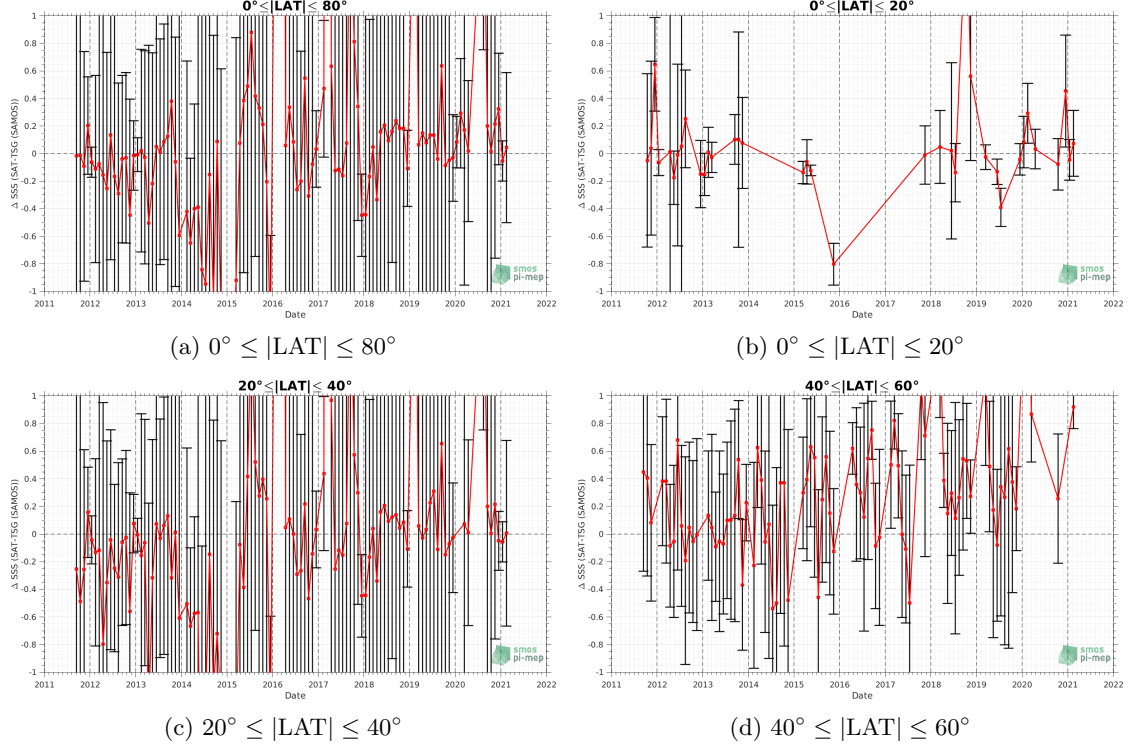 0°≤|LAT|≤ 80°
Δ SSS (SAT-TSG (SAMOS))
1
0.8
0.6
0.4
0.2
0
-0.2
-0.4
-0.6
-0.8
-1
2011 2012 2013 2014 2015 2016 2017 2018 2019 2020 2021 2022
Date
smos
pi-mep
(a) 0° ≤ |LAT| ≤ 80°
0°≤|LAT|≤ 20°
Δ SSS (SAT-TSG (SAMOS))
1
0.8
0.6
0.4
0.2
0
-0.2
-0.4
-0.6
-0.8
-1
2011 2012 2013 2014 2015 2016 2017 2018 2019 2020 2021 2022
Date
smos
pi-mep
(b) 0° ≤ |LAT| ≤ 20°
20°≤|LAT|≤ 40°
Δ SSS (SAT-TSG (SAMOS))
1
0.8
0.6
0.4
0.2
0
-0.2
-0.4
-0.6
-0.8
-1
2011 2012 2013 2014 2015 2016 2017 2018 2019 2020 2021 2022
Date
smos
pi-mep
(c) 20° ≤ |LAT| ≤ 40°
40°≤|LAT|≤ 60°
Δ SSS (SAT-TSG (SAMOS))
1
0.8
0.6
0.4
0.2
0
-0.2
-0.4
-0.6
-0.8
-1
2011 2012 2013 2014 2015 2016 2017 2018 2019 2020 2021 2022
Date
smos
pi-mep
(d) 40° ≤ |LAT| ≤ 60°